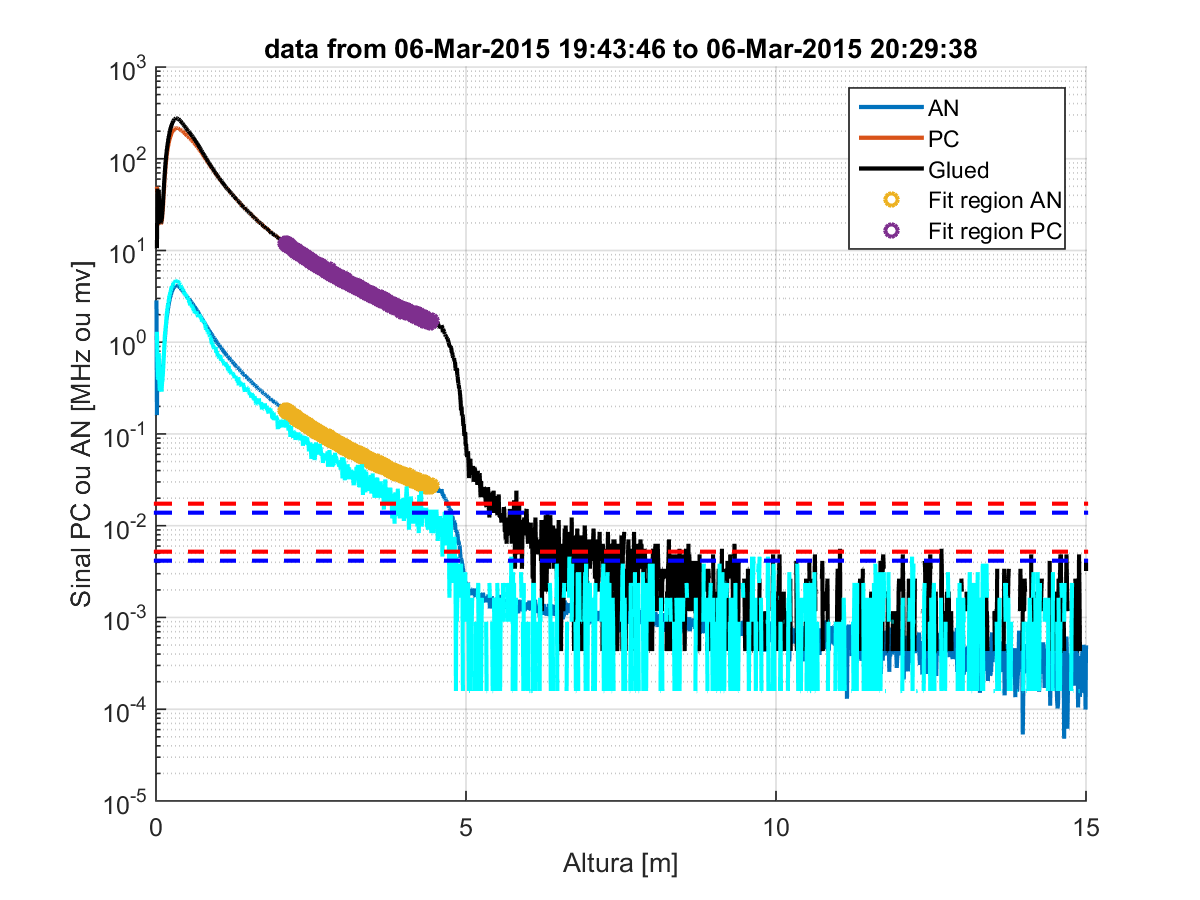 data from 06-Mar-2015 19:43:46 to 06-Mar-2015 20:29:38
Sinal PC ou AN [MHz ou mv]
10^3
10^2
10^1
10^0
10^-1
10^-2
10^-3
10^-4
10^-5
AN
PC
Glued
Fit region AN
Fit region PC
0 5 10 15
Altura [m]